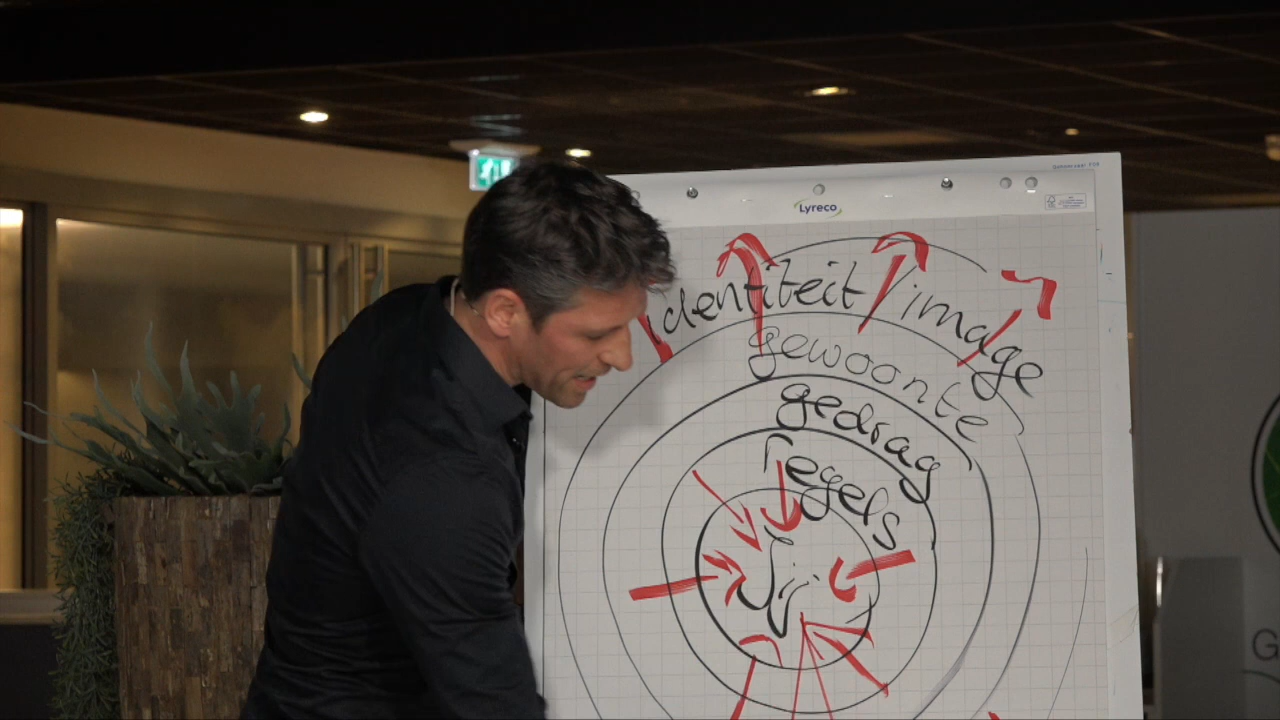 Lyreco
identiteit / image
gewoonte
gedrag
regels
Jij
G